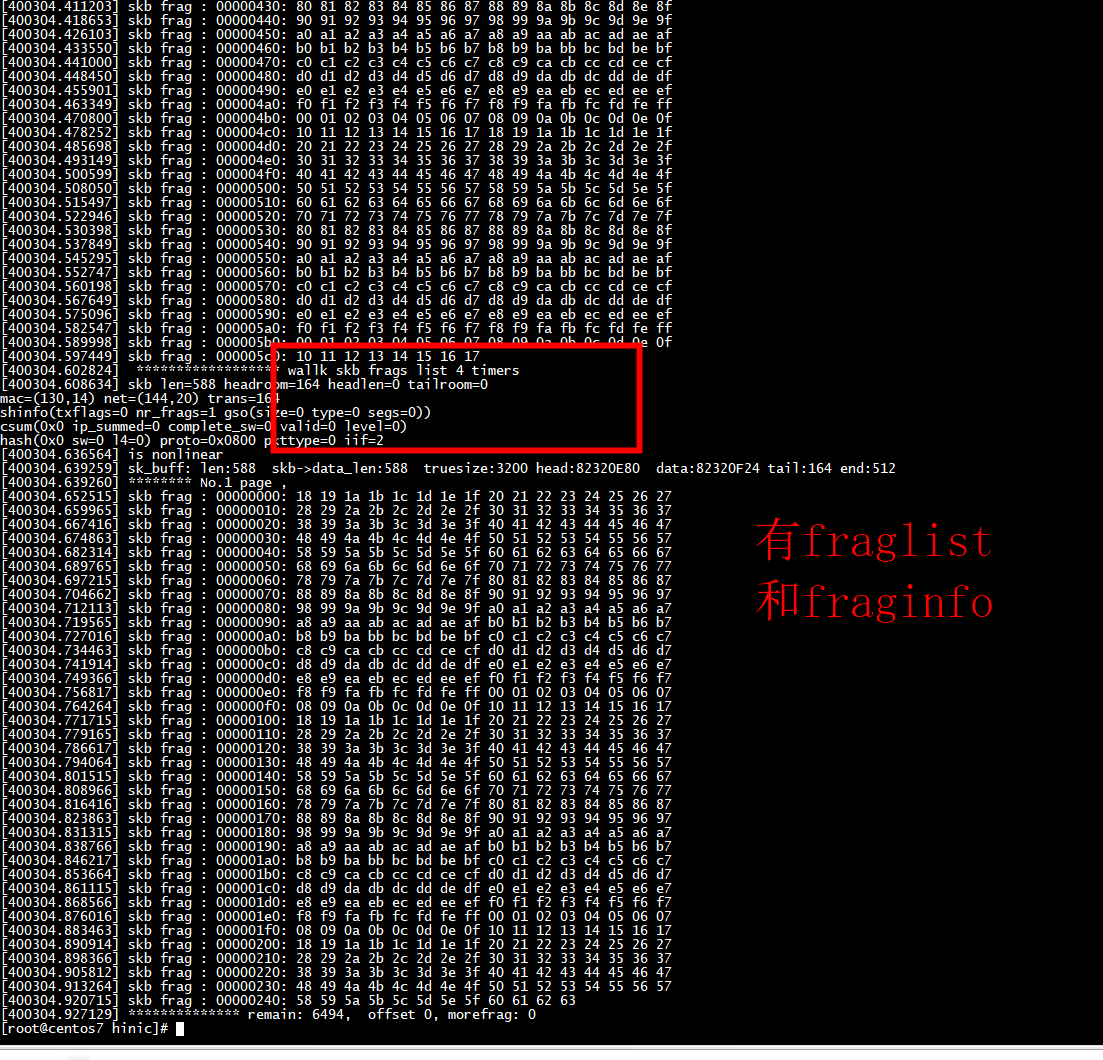 [400304.411203] skb frag : 00000430: 80 81 82 83 84 85 86 87 88 89 8a 8b 8c 8d 8e 8f
[400304.418653] skb frag : 00000440: 90 91 92 93 94 95 96 97 98 99 9a 9b 9c 9d 9e 9f
[400304.426103] skb frag : 00000450: a0 a1 a2 a3 a4 a5 a6 a7 a8 a9 aa ab ac ad ae af
[400304.433550] skb frag : 00000460: b0 b1 b2 b3 b4 b5 b6 b7 b8 b9 ba bb bc bd be bf
[400304.441000] skb frag : 00000470: c0 c1 c2 c3 c4 c5 c6 c7 c8 c9 ca cb cc cd ce cf
[400304.448450] skb frag : 00000480: d0 d1 d2 d3 d4 d5 d6 d7 d8 d9 da db dc dd de df
[400304.455901] skb frag : 00000490: e0 e1 e2 e3 e4 e5 e6 e7 e8 e9 ea eb ec ed ee ef
[400304.463349] skb frag : 000004a0: f0 f1 f2 f3 f4 f5 f6 f7 f8 f9 fa fb fc fd fe ff
[400304.470800] skb frag : 000004b0: 00 01 02 03 04 05 06 07 08 09 0a 0b 0c 0d 0e 0f
[400304.478252] skb frag : 000004c0: 10 11 12 13 14 15 16 17 18 19 1a 1b 1c 1d 1e 1f
[400304.485698] skb frag : 000004d0: 20 21 22 23 24 25 26 27 28 29 2a 2b 2c 2d 2e 2f
[400304.493149] skb frag : 000004e0: 30 31 32 33 34 35 36 37 38 39 3a 3b 3c 3d 3e 3f
[400304.500599] skb frag : 000004f0: 40 41 42 43 44 45 46 47 48 49 4a 4b 4c 4d 4e 4f
[400304.508050] skb frag : 00000500: 50 51 52 53 54 55 56 57 58 59 5a 5b 5c 5d 5e 5f
[400304.515497] skb frag : 00000510: 60 61 62 63 64 65 66 67 68 69 6a 6b 6c 6d 6e 6f
[400304.522946] skb frag : 00000520: 70 71 72 73 74 75 76 77 78 79 7a 7b 7c 7d 7e 7f
[400304.530398] skb frag : 00000530: 80 81 82 83 84 85 86 87 88 89 8a 8b 8c 8d 8e 8f
[400304.537849] skb frag : 00000540: 90 91 92 93 94 95 96 97 98 99 9a 9b 9c 9d 9e 9f
[400304.545295] skb frag : 00000550: a0 a1 a2 a3 a4 a5 a6 a7 a8 a9 aa ab ac ad ae af
[400304.552747] skb frag : 00000560: b0 b1 b2 b3 b4 b5 b6 b7 b8 b9 ba bb bc bd be bf
[400304.560198] skb frag : 00000570: c0 c1 c2 c3 c4 c5 c6 c7 c8 c9 ca cb cc cd ce cf
[400304.567649] skb frag : 00000580: d0 d1 d2 d3 d4 d5 d6 d7 d8 d9 da db dc dd de df
[400304.575096] skb frag : 00000590: e0 e1 e2 e3 e4 e5 e6 e7 e8 e9 ea eb ec ed ee ef
[400304.582547] skb frag : 000005a0: f0 f1 f2 f3 f4 f5 f6 f7 f8 f9 fa fb fc fd fe ff
[400304.589998] skb frag : 000005b0: 00 01 02 03 04 05 06 07 08 09 0a 0b 0c 0d 0e 0f
[400304.597449] skb frag : 000005c0: 10 11 12 13 14 15 16 17
[400304.602824]  ****************** wallk skb frags list 4 timers
[400304.608634] skb len=588 headroom=164 headlen=0 tailroom=0
mac=(130,14) net=(144,20) trans=164
shinfo(txflags=0 nr_frags=1 gso(size=0 type=0 segs=0))
csum(0x0 ip_summed=0 complete_sw=0 valid=0 level=0)
hash(0x0 sw=0 l4=0) proto=0x0800 pkttype=0 iif=2
[400304.636564] is nonlinear
[400304.639259] sk_buff: len:588  skb->data_len:588  truesize:3200 head:82320E80  data:82320F24 tail:164 end:512
[400304.639260] ******** No.1 page ,
[400304.652515] skb frag : 00000000: 18 19 1a 1b 1c 1d 1e 1f 20 21 22 23 24 25 26 27
[400304.659965] skb frag : 00000010: 28 29 2a 2b 2c 2d 2e 2f 30 31 32 33 34 35 36 37
[400304.667416] skb frag : 00000020: 38 39 3a 3b 3c 3d 3e 3f 40 41 42 43 44 45 46 47
[400304.674863] skb frag : 00000030: 48 49 4a 4b 4c 4d 4e 4f 50 51 52 53 54 55 56 57
[400304.682314] skb frag : 00000040: 58 59 5a 5b 5c 5d 5e 5f 60 61 62 63 64 65 66 67
[400304.689765] skb frag : 00000050: 68 69 6a 6b 6c 6d 6e 6f 70 71 72 73 74 75 76 77
[400304.697215] skb frag : 00000060: 78 79 7a 7b 7c 7d 7e 7f 80 81 82 83 84 85 86 87
[400304.704662] skb frag : 00000070: 88 89 8a 8b 8c 8d 8e 8f 90 91 92 93 94 95 96 97
[400304.712113] skb frag : 00000080: 98 99 9a 9b 9c 9d 9e 9f a0 a1 a2 a3 a4 a5 a6 a7
[400304.719565] skb frag : 00000090: a8 a9 aa ab ac ad ae af b0 b1 b2 b3 b4 b5 b6 b7
[400304.727016] skb frag : 000000a0: b8 b9 ba bb bc bd be bf c0 c1 c2 c3 c4 c5 c6 c7
[400304.734463] skb frag : 000000b0: c8 c9 ca cb cc cd ce cf d0 d1 d2 d3 d4 d5 d6 d7
[400304.741914] skb frag : 000000c0: d8 d9 da db dc dd de df e0 e1 e2 e3 e4 e5 e6 e7
[400304.749366] skb frag : 000000d0: e8 e9 ea eb ec ed ee ef f0 f1 f2 f3 f4 f5 f6 f7
[400304.756817] skb frag : 000000e0: f8 f9 fa fb fc fd fe ff 00 01 02 03 04 05 06 07
[400304.764264] skb frag : 000000f0: 08 09 0a 0b 0c 0d 0e 0f 10 11 12 13 14 15 16 17
[400304.771715] skb frag : 00000100: 18 19 1a 1b 1c 1d 1e 1f 20 21 22 23 24 25 26 27
[400304.779165] skb frag : 00000110: 28 29 2a 2b 2c 2d 2e 2f 30 31 32 33 34 35 36 37
[400304.786617] skb frag : 00000120: 38 39 3a 3b 3c 3d 3e 3f 40 41 42 43 44 45 46 47
[400304.794064] skb frag : 00000130: 48 49 4a 4b 4c 4d 4e 4f 50 51 52 53 54 55 56 57
[400304.801515] skb frag : 00000140: 58 59 5a 5b 5c 5d 5e 5f 60 61 62 63 64 65 66 67
[400304.808966] skb frag : 00000150: 68 69 6a 6b 6c 6d 6e 6f 70 71 72 73 74 75 76 77
[400304.816416] skb frag : 00000160: 78 79 7a 7b 7c 7d 7e 7f 80 81 82 83 84 85 86 87
[400304.823863] skb frag : 00000170: 88 89 8a 8b 8c 8d 8e 8f 90 91 92 93 94 95 96 97
[400304.831315] skb frag : 00000180: 98 99 9a 9b 9c 9d 9e 9f a0 a1 a2 a3 a4 a5 a6 a7
[400304.838766] skb frag : 00000190: a8 a9 aa ab ac ad ae af b0 b1 b2 b3 b4 b5 b6 b7
[400304.846217] skb frag : 000001a0: b8 b9 ba bb bc bd be bf c0 c1 c2 c3 c4 c5 c6 c7
[400304.853664] skb frag : 000001b0: c8 c9 ca cb cc cd ce cf d0 d1 d2 d3 d4 d5 d6 d7
[400304.861115] skb frag : 000001c0: d8 d9 da db dc dd de df e0 e1 e2 e3 e4 e5 e6 e7
[400304.868566] skb frag : 000001d0: e8 e9 ea eb ec ed ee ef f0 f1 f2 f3 f4 f5 f6 f7
[400304.876016] skb frag : 000001e0: f8 f9 fa fb fc fd fe ff 00 01 02 03 04 05 06 07
[400304.883463] skb frag : 000001f0: 08 09 0a 0b 0c 0d 0e 0f 10 11 12 13 14 15 16 17
[400304.890914] skb frag : 00000200: 18 19 1a 1b 1c 1d 1e 1f 20 21 22 23 24 25 26 27
[400304.898366] skb frag : 00000210: 28 29 2a 2b 2c 2d 2e 2f 30 31 32 33 34 35 36 37
[400304.905812] skb frag : 00000220: 38 39 3a 3b 3c 3d 3e 3f 40 41 42 43 44 45 46 47
[400304.913264] skb frag : 00000230: 48 49 4a 4b 4c 4d 4e 4f 50 51 52 53 54 55 56 57
[400304.920715] skb frag : 00000240: 58 59 5a 5b 5c 5d 5e 5f 60 61 62 63
[400304.927129] ************** remain: 6494,  offset 0, morefrag: 0
[root@centos7 hinic]#
有fraglist
和fraginfo